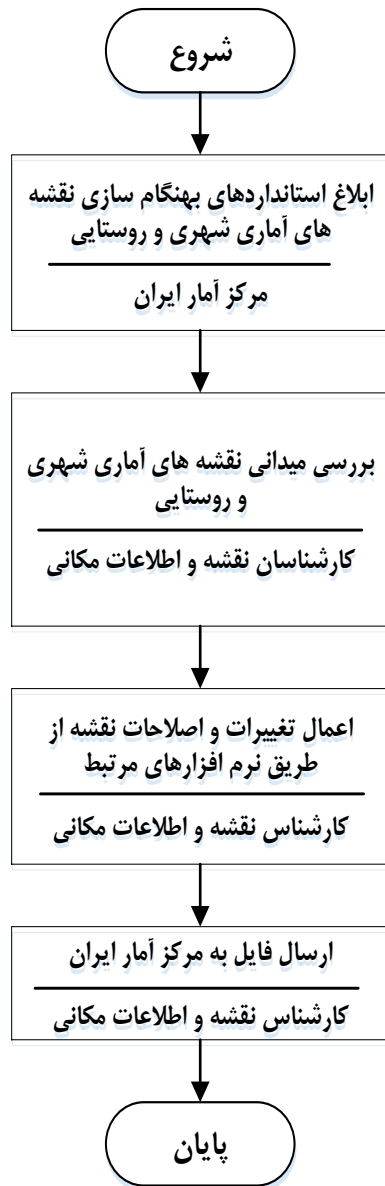 شروع
ابلاغ استانداردهای بهنگام سازی نقشه
های آماری شهری و روستایی
مرکز آمار ایران
بررسی میدانی نقشه های آماری شهری
و روستایی
کارشناسان نقشه و اطلاعات مکانی
اعمال تغییرات و اصلاحات نقشه از
طریق نرم افزارهای مرتبط
کارشناس نقشه و اطلاعات مکانی
ارسال فایل به مرکز آمار ایران
کارشناس نقشه و اطلاعات مکانی
پایان